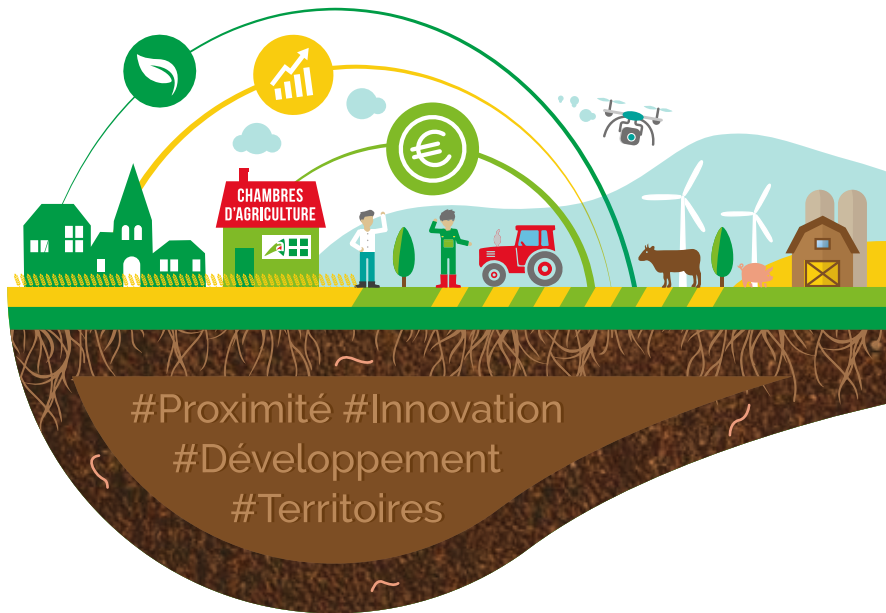 €
CHAMBRES
D'AGRICULTURE
#Proximité #Innovation
#Développement
#Territoires